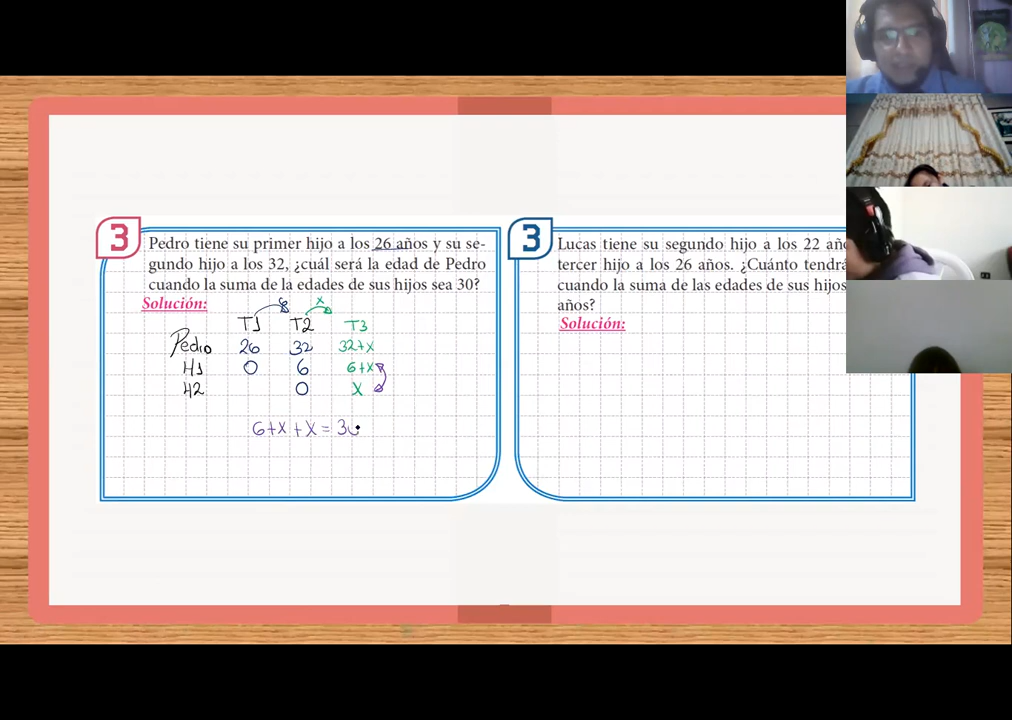 3
Pedro tiene su primer hijo a los 26 años y su se-
gundo hijo a los 32, ¿cuál será la edad de Pedro
cuando la suma de la edades de sus hijos sea 30?
Solución:
6 x
T1 T2 T3
Pedro 26 32 32+x
H1 0 6 6+x
H2 0 x
6+x+x=30
3
Lucas tiene su segundo hijo a los 22 añ
tercer hijo a los 26 años. ¿Cuánto tendrá
cuando la suma de las edades de sus hijos
años?
Solución: